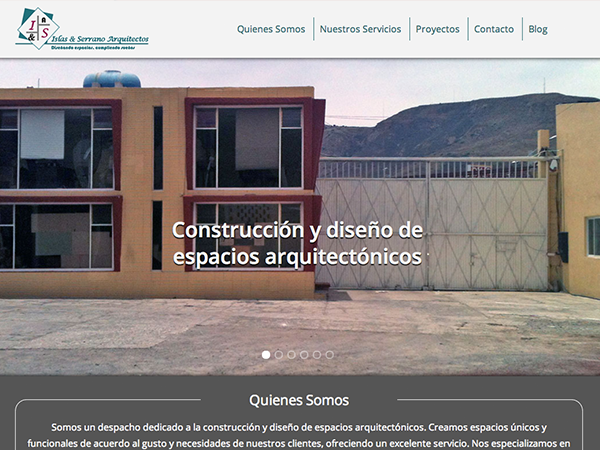 I A & S
Islas & Serrano Arquitectos
Diseñando espacios, cumpliendo sueños
Quienes Somos
Nuestros Servicios
Proyectos
Contacto
Blog
Construcción y diseño de
espacios arquitectónicos
Quienes Somos
Somos un despacho dedicado a la construcción y diseño de espacios arquitectónicos. Creamos espacios únicos y
funcionales de acuerdo al gusto y necesidades de nuestros clientes, ofreciendo un excelente servicio. Nos especializamos en